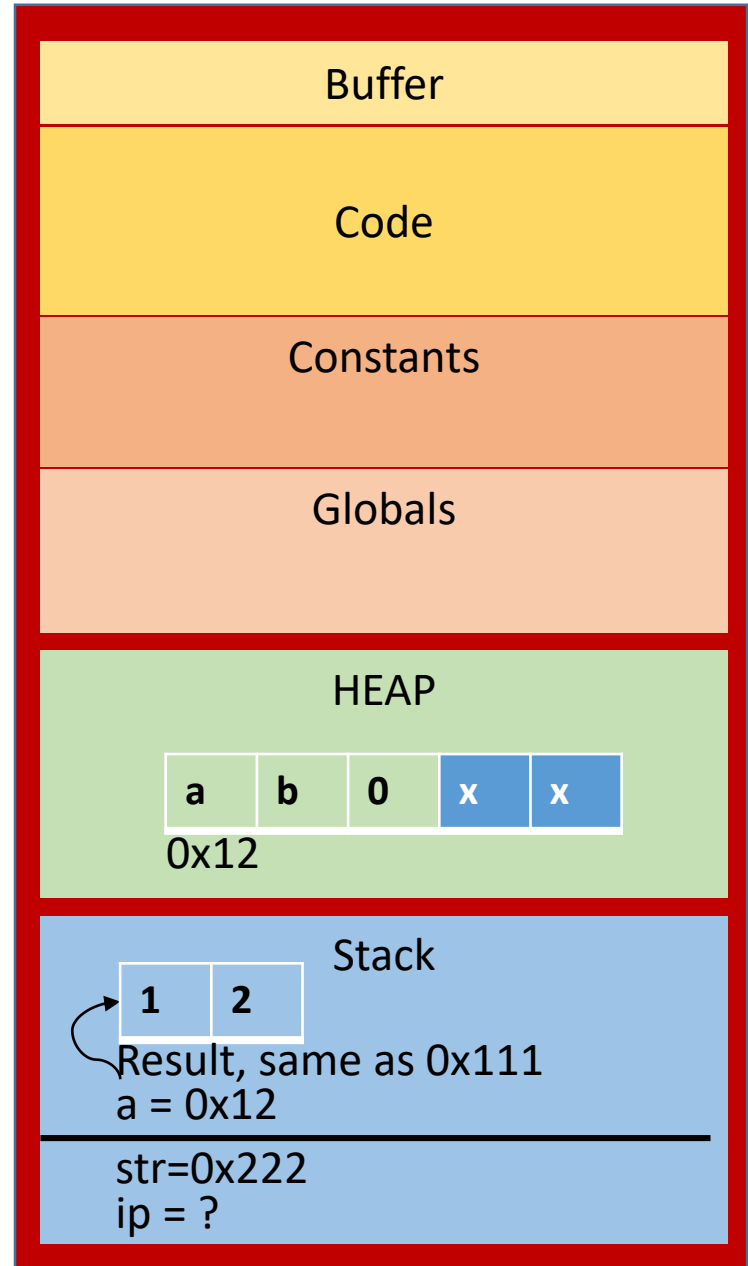 Buffer
Code
Constants
Globals
HEAP
a b 0 x x
0x12
Stack
1 2
Result, same as 0x111
a = 0x12
str=0x222
ip = ?